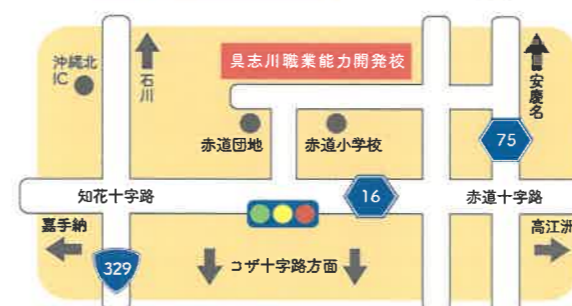 具志川職業能力開発校
沖縄北
IC
石川
安慶名
赤道団地
赤道小学校
75
知花十字路
16
赤道十字路
嘉手納
高江洲
329
コザ十字路方面